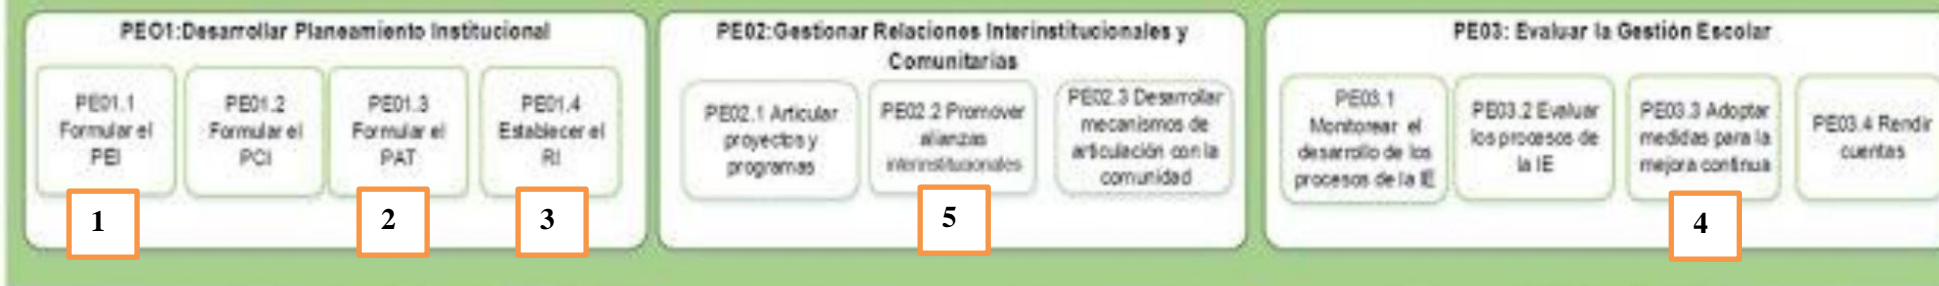 PEO1:Desarrollar Planeamiento Institucional
PE01.1
Formular el
PEI
PE01.2
Formular el
PCI
PE01.3
Formular el
PAT
PE01.4
Establecer el
RI
1
2
3
PE02:Gestionar Relaciones Interinstitucionales y
Comunitarias
PE02.1 Articular
proyectos y
programas
PE02.2 Promover
alianzas
interinstitucionales
PE02.3 Desarrollar
mecanismos de
articulación con la
comunidad
5
PE03: Evaluar la Gestión Escolar
PE03.1
Monitorear el
desarrollo de los
procesos de la IE
PE03.2 Evaluar
los procesos de
la IE
PE03.3 Adoptar
medidas para la
mejora continua
PE03.4 Rendir
cuentas
4